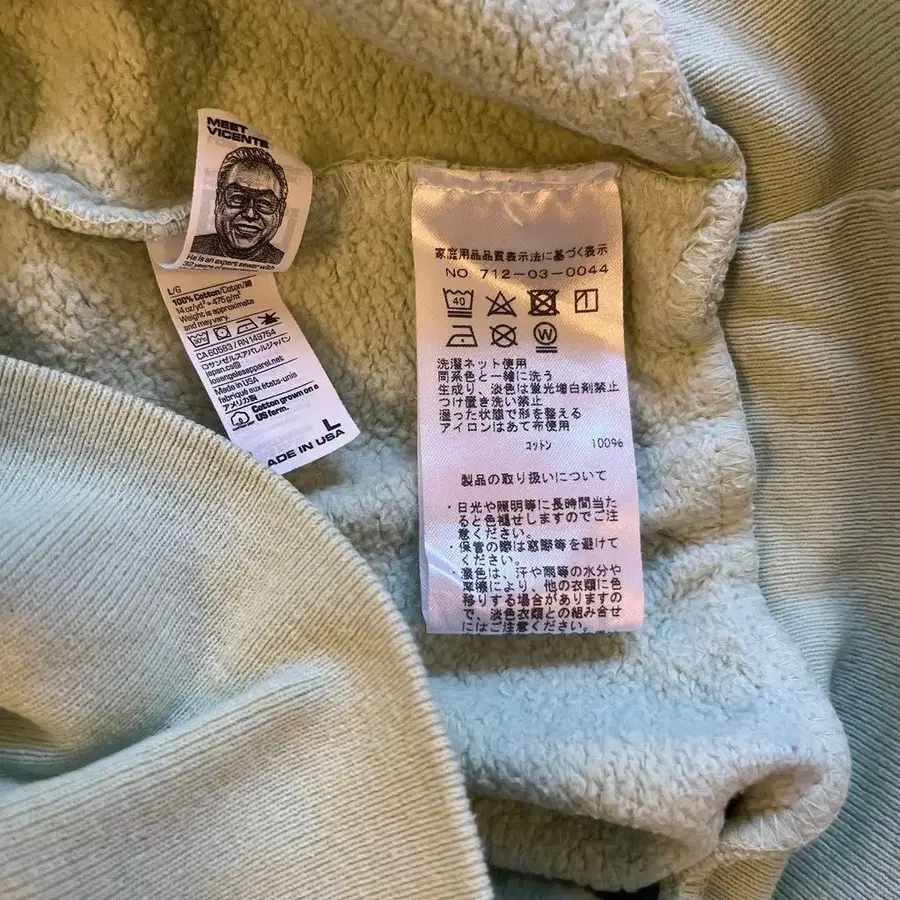 MEET
VICENTE
He is an expert sewer with
L/G
100% Cotton/Coton/綿
14 oz/yd² = 475 g/m²
Weight is approximate
and may vary.
30°C
CA 60583 / RN 149754
ロサンゼルスアパレルジャパン
japan.cs@
losangelesapparel.net
Made in USA
fabriqué aux états-unis
アメリカ製
Cotton grown on a
US farm.
L
MADE IN USA
家庭用品品質表示法に基づく表示
NO 712-03-0044
40
W
洗濯ネット使用
同系色と一緒に洗う
生成り、淡色は蛍光増白剤禁止
つけ置き洗い禁止
湿った状態で形を整える
アイロンはあて布使用
コットン 100%
製品の取り扱いについて
・日光や照明等に長時間当た
ると色褪せしますのでご注
意ください。
・保管の際は窓際等を避けて
ください。
・濃色は、汗や雨等の水分や
摩擦により、他の衣類に色
移りする場合がありますの
で、淡色衣類との組み合せ
にはご注意ください。